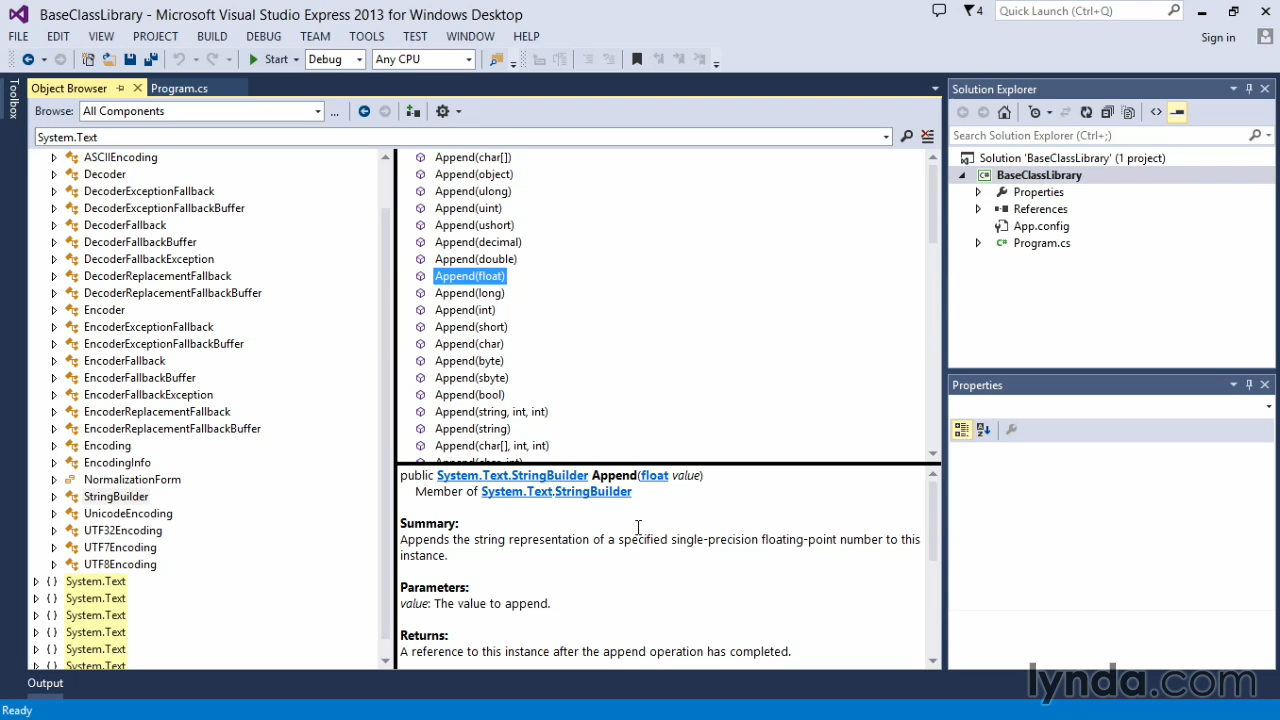 BaseClassLibrary - Microsoft Visual Studio Express 2013 for Windows Desktop
4
Quick Launch (Ctrl+Q)
FILE EDIT VIEW PROJECT BUILD DEBUG TEAM TOOLS TEST WINDOW HELP
Sign in
Start Debug Any CPU
Toolbox
Object Browser Program.cs
Browse: All Components ...
System.Text
ASCIIEncoding
Decoder
DecoderExceptionFallback
DecoderExceptionFallbackBuffer
DecoderFallback
DecoderFallbackBuffer
DecoderFallbackException
DecoderReplacementFallback
DecoderReplacementFallbackBuffer
Encoder
EncoderExceptionFallback
EncoderExceptionFallbackBuffer
EncoderFallback
EncoderFallbackBuffer
EncoderFallbackException
EncoderReplacementFallback
EncoderReplacementFallbackBuffer
Encoding
EncodingInfo
NormalizationForm
StringBuilder
UnicodeEncoding
UTF32Encoding
UTF7Encoding
UTF8Encoding
{ } System.Text
{ } System.Text
{ } System.Text
{ } System.Text
{ } System.Text
{ } System.Text
Append(char[])
Append(object)
Append(ulong)
Append(uint)
Append(ushort)
Append(decimal)
Append(double)
Append(float)
Append(long)
Append(int)
Append(short)
Append(char)
Append(byte)
Append(sbyte)
Append(bool)
Append(string, int, int)
Append(string)
Append(char[], int, int)
Append(char, int)
public System.Text.StringBuilder Append(float value)
Member of System.Text.StringBuilder
Summary:
Appends the string representation of a specified single-precision floating-point number to this
instance.
Parameters:
value: The value to append.
Returns:
A reference to this instance after the append operation has completed.
Solution Explorer
Search Solution Explorer (Ctrl+;)
Solution 'BaseClassLibrary' (1 project)
C# BaseClassLibrary
Properties
References
App.config
C# Program.cs
Properties
Output
Ready
lynda.com